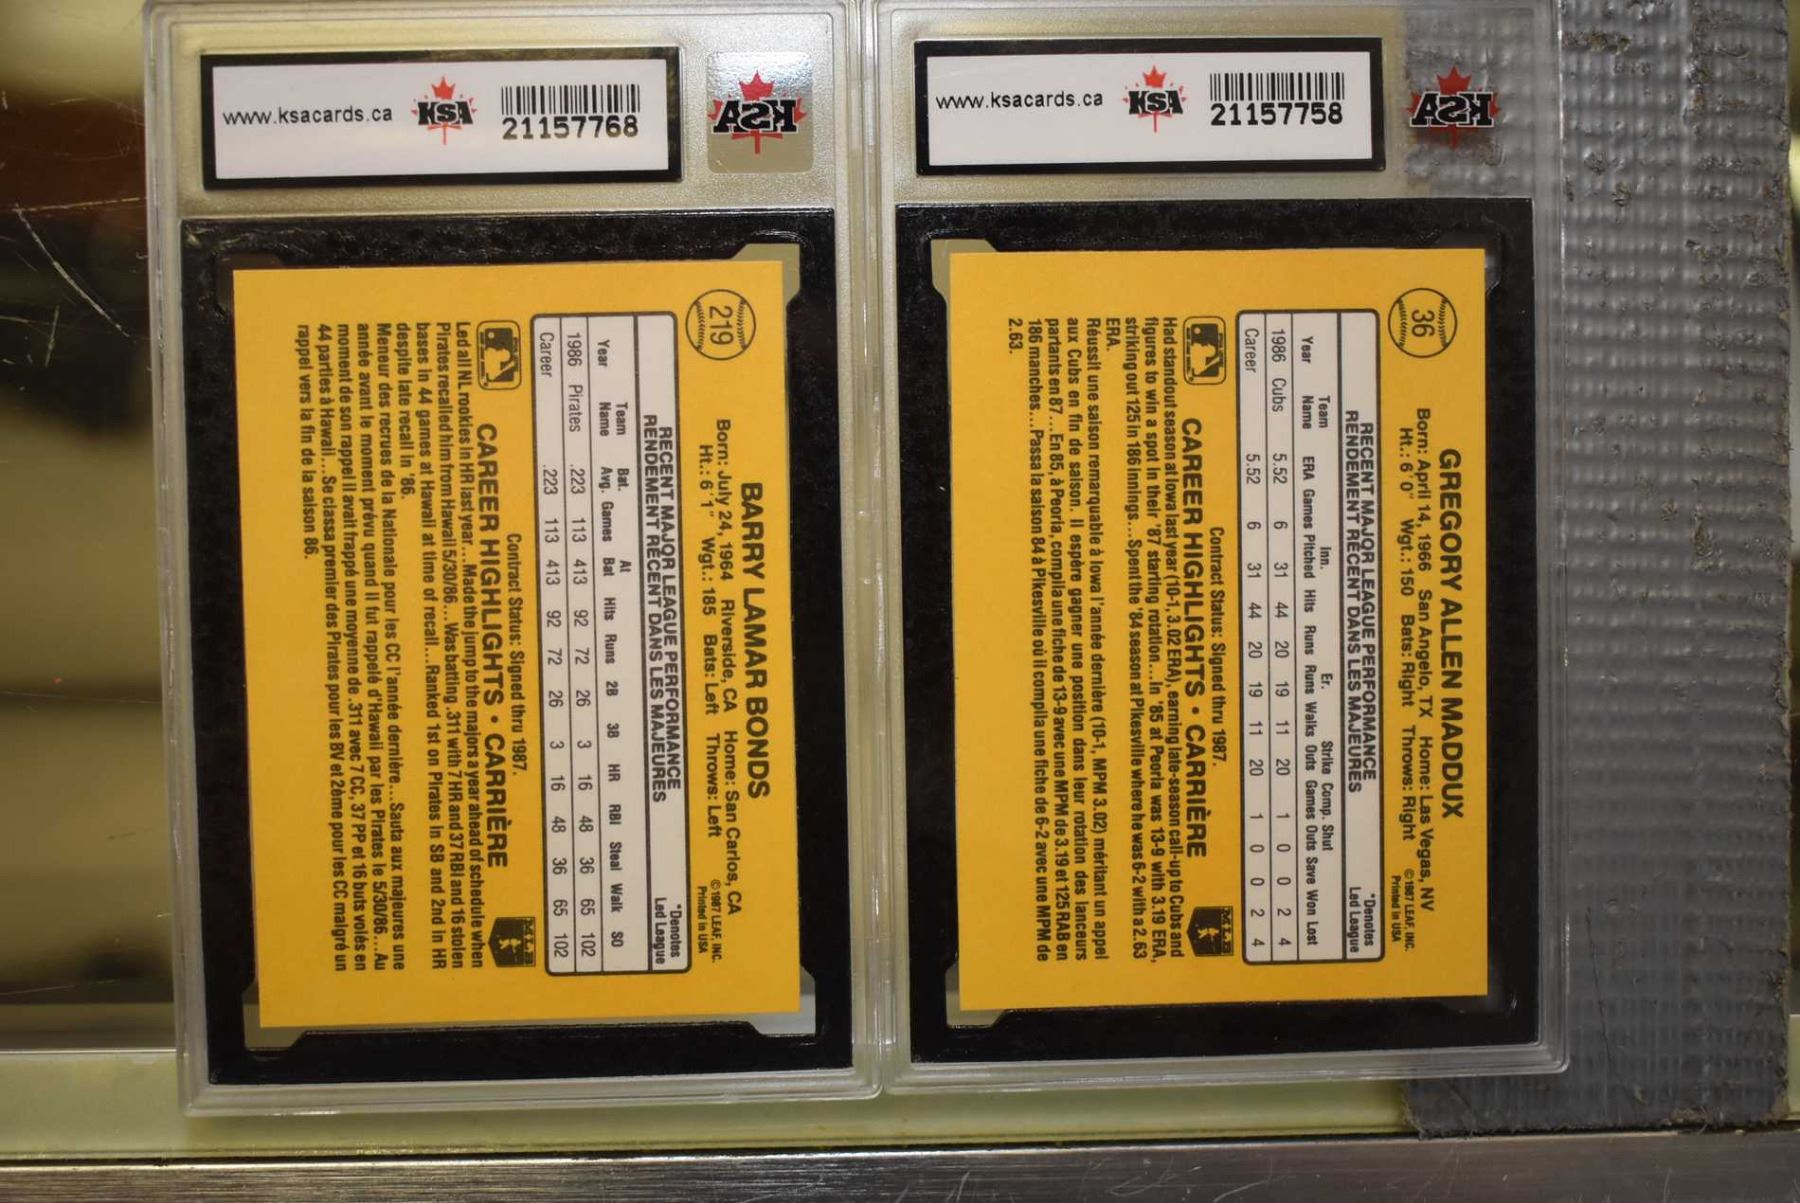 www.ksacards.ca
KSA
21157768
KSA
219
BARRY LAMAR BONDS
Born: July 24, 1964 Riverside, CA Home: San Carlos, CA
Ht.: 6'1" Wgt.: 185 Bats: Left Throws: Left
©1987 LEAF, INC.
Printed in USA
RECENT MAJOR LEAGUE PERFORMANCE
RENDEMENT RÉCENT DANS LES MAJEURES
*Denotes
Led League
Year Team Name Bat. Avg. Games At Bat Hits Runs 2B 3B HR RBI Steal Walk SO
1986 Pirates .223 113 413 92 72 26 3 16 48 36 65 102
Career .223 113 413 92 72 26 3 16 48 36 65 102
Contract Status: Signed thru 1987.
CAREER HIGHLIGHTS • CARRIÈRE
MLB
Led all NL rookies in HR last year...Made the jump to the majors a year ahead of schedule when
Pirates recalled him from Hawaii 5/30/86...Was batting .311 with 7 HR and 37 RBI and 16 stolen
bases in 44 games at Hawaii at time of recall...Ranked 1st on Pirates in SB and 2nd in HR
despite late recall in '86.
Meneur des recrues de la Nationale pour les CC l'année dernière...Sauta aux majeures une
année avant le moment prévu quand il fut rappelé d'Hawaii par les Pirates le 5/30/86...Au
moment de son rappel il avait frappé une moyenne de .311 avec 7 CC, 37 PP et 16 buts volés en
44 parties à Hawaii...Se classa premier des Pirates pour les BV et 2ème pour les CC malgré un
rappel vers la fin de la saison 86.
www.ksacards.ca
KSA
21157758
KSA
36
GREGORY ALLEN MADDUX
Born: April 14, 1966 San Angelo, TX Home: Las Vegas, NV
Ht.: 6'0" Wgt.: 150 Bats: Right Throws: Right
©1987 LEAF, INC.
Printed in USA
RECENT MAJOR LEAGUE PERFORMANCE
RENDEMENT RÉCENT DANS LES MAJEURES
*Denotes
Led League
Year Team Name ERA Games Inn. Pitched Hits Runs Er. Runs Walks Strike Outs Comp. Games Shut Outs Save Won Lost
1986 Cubs 5.52 6 31 44 20 19 11 20 1 0 0 2 4
Career 5.52 6 31 44 20 19 11 20 1 0 0 2 4
Contract Status: Signed thru 1987.
CAREER HIGHLIGHTS • CARRIÈRE
MLB
Had standout season at Iowa last year (10-1, 3.02 ERA), earning late-season call-up to Cubs and
figures to win a spot in their '87 starting rotation...In '85 at Peoria was 13-9 with 3.19 ERA,
striking out 125 in 186 innings...Spent the '84 season at Pikesville where he was 6-2 with a 2.63
ERA.
Réussit une saison remarquable à Iowa l'année dernière (10-1, MPM 3.02) méritant un appel
aux Cubs en fin de saison. Il espère gagner une position dans leur rotation des lanceurs
partants en 87...En 85, à Peoria, compila une fiche de 13-9 avec une MPM de 3.19 et 125 RAB en
186 manches...Passa la saison 84 à Pikesville où il compila une fiche de 6-2 avec une MPM de
2.63.